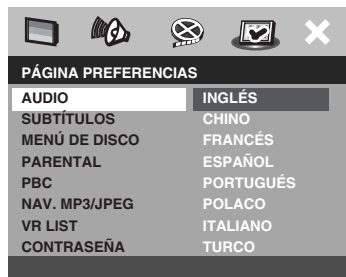 PÁGINA PREFERENCIAS
AUDIO INGLÉS
SUBTÍTULOS CHINO
MENÚ DE DISCO FRANCÉS
PARENTAL ESPAÑOL
PBC PORTUGUÉS
NAV. MP3/JPEG POLACO
VR LIST ITALIANO
CONTRASEÑA TURCO